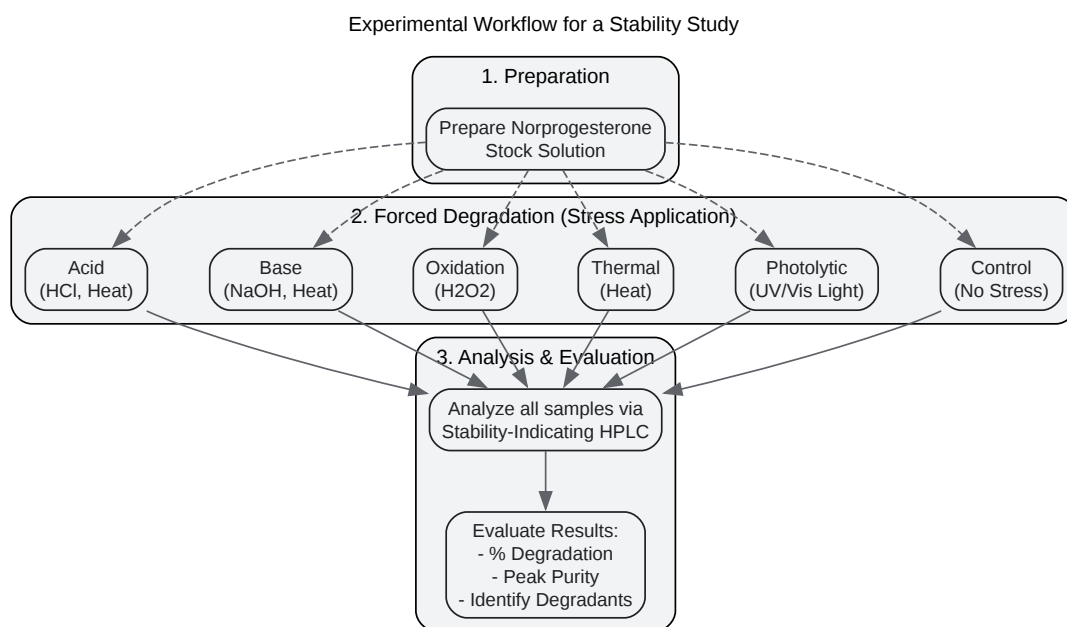 Experimental Workflow for a Stability Study
1. Preparation
Prepare Norprogesterone
Stock Solution
2. Forced Degradation (Stress Application)
Acid
(HCl, Heat)
Base
(NaOH, Heat)
Oxidation
(H2O2)
Thermal
(Heat)
Photolytic
(UV/Vis Light)
Control
(No Stress)
3. Analysis & Evaluation
Analyze all samples via
Stability-Indicating HPLC
Evaluate Results:
- % Degradation
- Peak Purity
- Identify Degradants